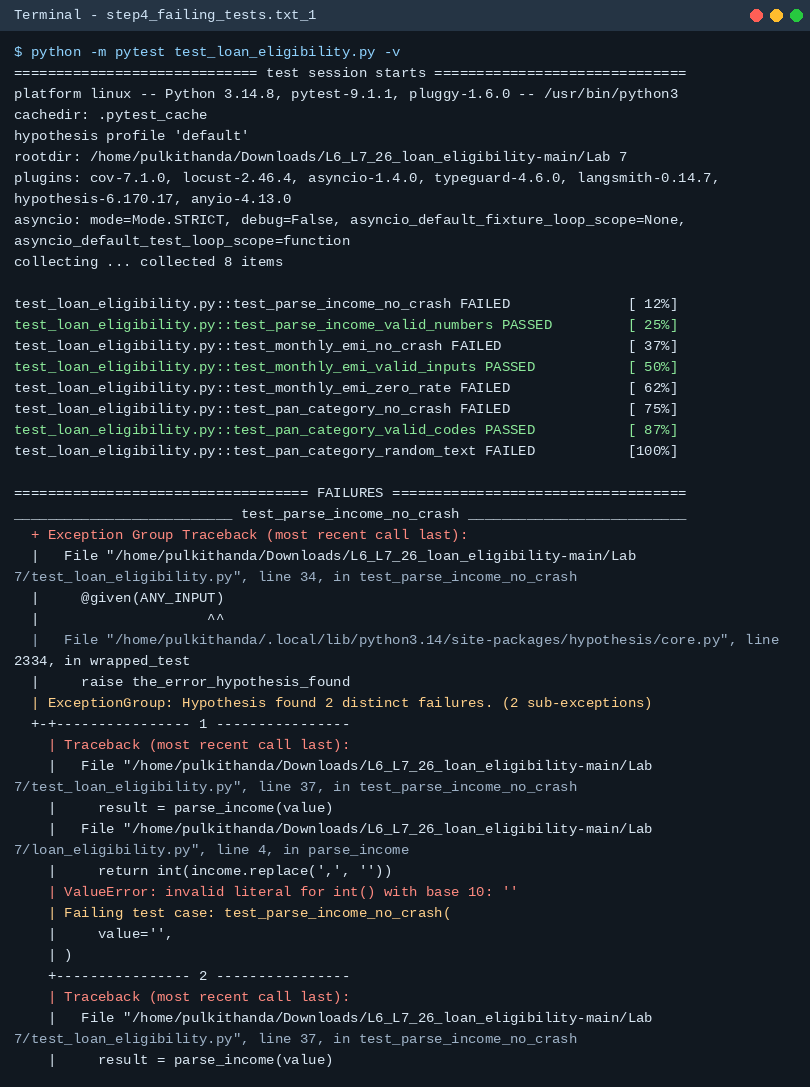 Terminal - step4_failing_tests.txt_1
$ python -m pytest test_loan_eligibility.py -v
============================= test session starts ==============================
platform linux -- Python 3.14.8, pytest-9.1.1, pluggy-1.6.0 -- /usr/bin/python3
cachedir: .pytest_cache
hypothesis profile 'default'
rootdir: /home/pulkithanda/Downloads/L6_L7_26_loan_eligibility-main/Lab 7
plugins: cov-7.1.0, locust-2.46.4, asyncio-1.4.0, typeguard-4.6.0, langsmith-0.14.7,
hypothesis-6.170.17, anyio-4.13.0
asyncio: mode=Mode.STRICT, debug=False, asyncio_default_fixture_loop_scope=None,
asyncio_default_test_loop_scope=function
collecting ... collected 8 items
test_loan_eligibility.py::test_parse_income_no_crash FAILED              [ 12%]
test_loan_eligibility.py::test_parse_income_valid_numbers PASSED         [ 25%]
test_loan_eligibility.py::test_monthly_emi_no_crash FAILED               [ 37%]
test_loan_eligibility.py::test_monthly_emi_valid_inputs PASSED           [ 50%]
test_loan_eligibility.py::test_monthly_emi_zero_rate FAILED              [ 62%]
test_loan_eligibility.py::test_pan_category_no_crash FAILED              [ 75%]
test_loan_eligibility.py::test_pan_category_valid_codes PASSED           [ 87%]
test_loan_eligibility.py::test_pan_category_random_text FAILED           [100%]
=================================== FAILURES ===================================
__________________________ test_parse_income_no_crash __________________________
  + Exception Group Traceback (most recent call last):
  |   File "/home/pulkithanda/Downloads/L6_L7_26_loan_eligibility-main/Lab
7/test_loan_eligibility.py", line 34, in test_parse_income_no_crash
  |     @given(ANY_INPUT)
  |                    ^^
  |   File "/home/pulkithanda/.local/lib/python3.14/site-packages/hypothesis/core.py", line
2334, in wrapped_test
  |     raise the_error_hypothesis_found
  | ExceptionGroup: Hypothesis found 2 distinct failures. (2 sub-exceptions)
  +-+---------------- 1 ----------------
    | Traceback (most recent call last):
    |   File "/home/pulkithanda/Downloads/L6_L7_26_loan_eligibility-main/Lab
7/test_loan_eligibility.py", line 37, in test_parse_income_no_crash
    |     result = parse_income(value)
    |   File "/home/pulkithanda/Downloads/L6_L7_26_loan_eligibility-main/Lab
7/loan_eligibility.py", line 4, in parse_income
    |     return int(income.replace(',', ''))
    | ValueError: invalid literal for int() with base 10: ''
    | Failing test case: test_parse_income_no_crash(
    |     value='',
    | )
    +---------------- 2 ----------------
    | Traceback (most recent call last):
    |   File "/home/pulkithanda/Downloads/L6_L7_26_loan_eligibility-main/Lab
7/test_loan_eligibility.py", line 37, in test_parse_income_no_crash
    |     result = parse_income(value)